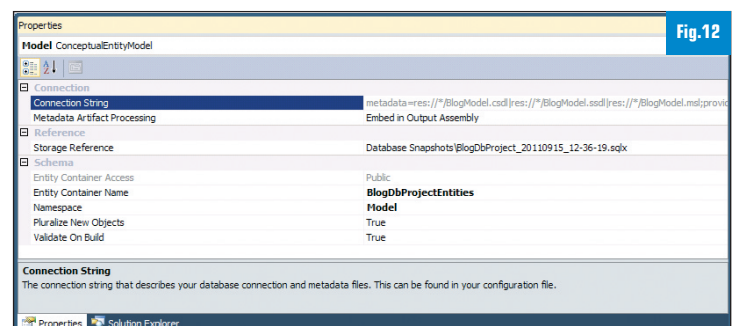 Properties
Fig.12
Model ConceptualEntityModel
Connection
Connection String metadata=res://*/BlogModel.csdl|res://*/BlogModel.ssdl|res://*/BlogModel.msl;provic
Metadata Artifact Processing Embed in Output Assembly
Reference
Storage Reference Database Snapshots\BlogDbProject_20110915_12-36-19.sqlx
Schema
Entity Container Access Public
Entity Container Name BlogDbProjectEntities
Namespace Model
Pluralize New Objects True
Validate On Build True
Connection String
The connection string that describes your database connection and metadata files. This can be found in your configuration file.
Properties Solution Explorer